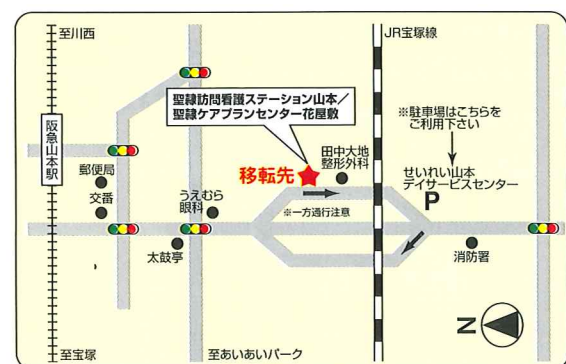 至川西
JR宝塚線
聖隷訪問看護ステーション山本／
聖隷ケアプランセンター花屋敷
※駐車場はこちらを
ご利用下さい
阪急山本駅
田中大地
整形外科
移転先
郵便局
せいれい山本
デイサービスセンター
交番
うえむら
眼科
P
※一方通行注意
太鼓亭
消防署
N
至宝塚
至あいあいパーク